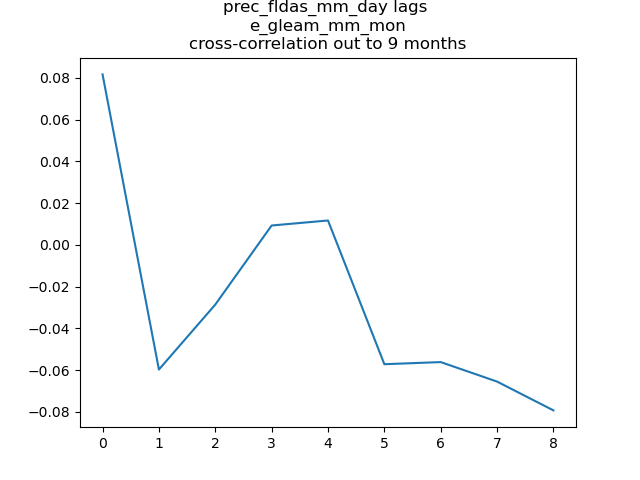 prec_fldas_mm_day lags
e_gleam_mm_mon
cross-correlation out to 9 months
0.08
0.06
0.04
0.02
0.00
−0.02
−0.04
−0.06
−0.08
0 1 2 3 4 5 6 7 8